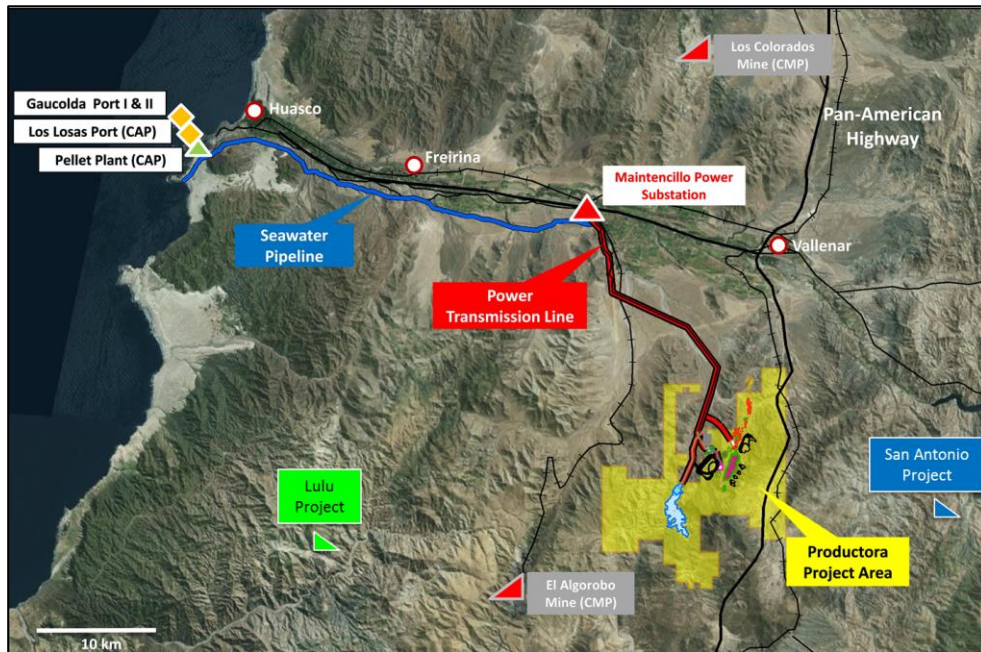 Los Colorados
Mine (CMP)
Gaucolda  Port I & II
Los Losas Port (CAP)
Pellet Plant (CAP)
Huasco
Pan-American
Highway
Freirina
Maintencillo Power
Substation
Seawater
Pipeline
Vallenar
Power
Transmission Line
San Antonio
Project
Lulu
Project
Productora
Project Area
El Algorobo
Mine (CMP)
10 km